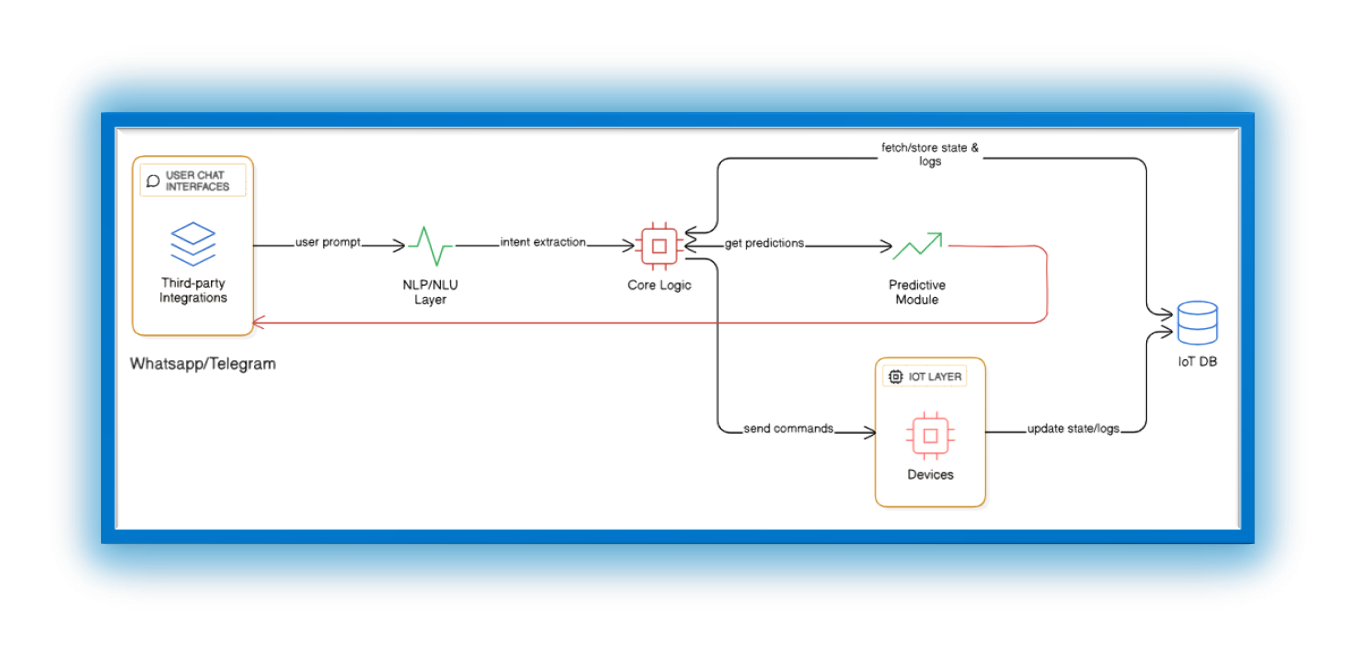 fetch/store state &
logs
USER CHAT
INTERFACES
user prompt
intent extraction
get predictions
Third-party
Integrations
NLP/NLU
Layer
Core Logic
Predictive
Module
Whatsapp/Telegram
IoT DB
IOT LAYER
send commands
update state/logs
Devices